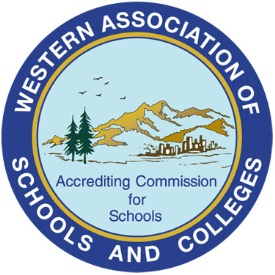 WESTERN ASSOCIATION OF
SCHOOLS AND COLLEGES
Accrediting Commission
for
Schools